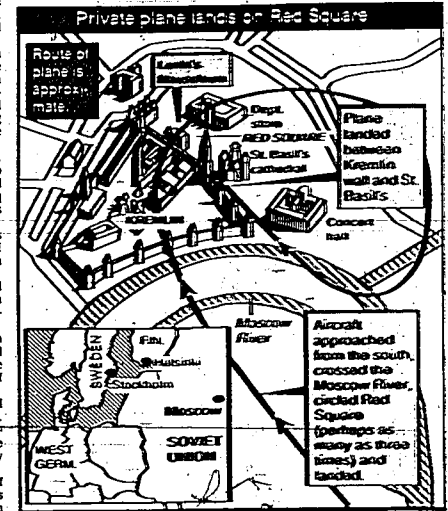 Private plane lands on Red Square
Route of
plane is
approxi-
mate.
Lenin's
Mausoleum
Dept.
store
RED SQUARE
St. Basil's
cathedral
Plane
landed
between
Kremlin
wall and St.
Basil's
KREMLIN
Concert
hall
Moscow
River
Aircraft
approached
from the south,
crossed the
Moscow River,
circled Red
Square
(perhaps as
many as three
times) and
landed.
SWEDEN
Fin.
Helsinki
Stockholm
Moscow
WEST
GERM.
SOVIET
UNION